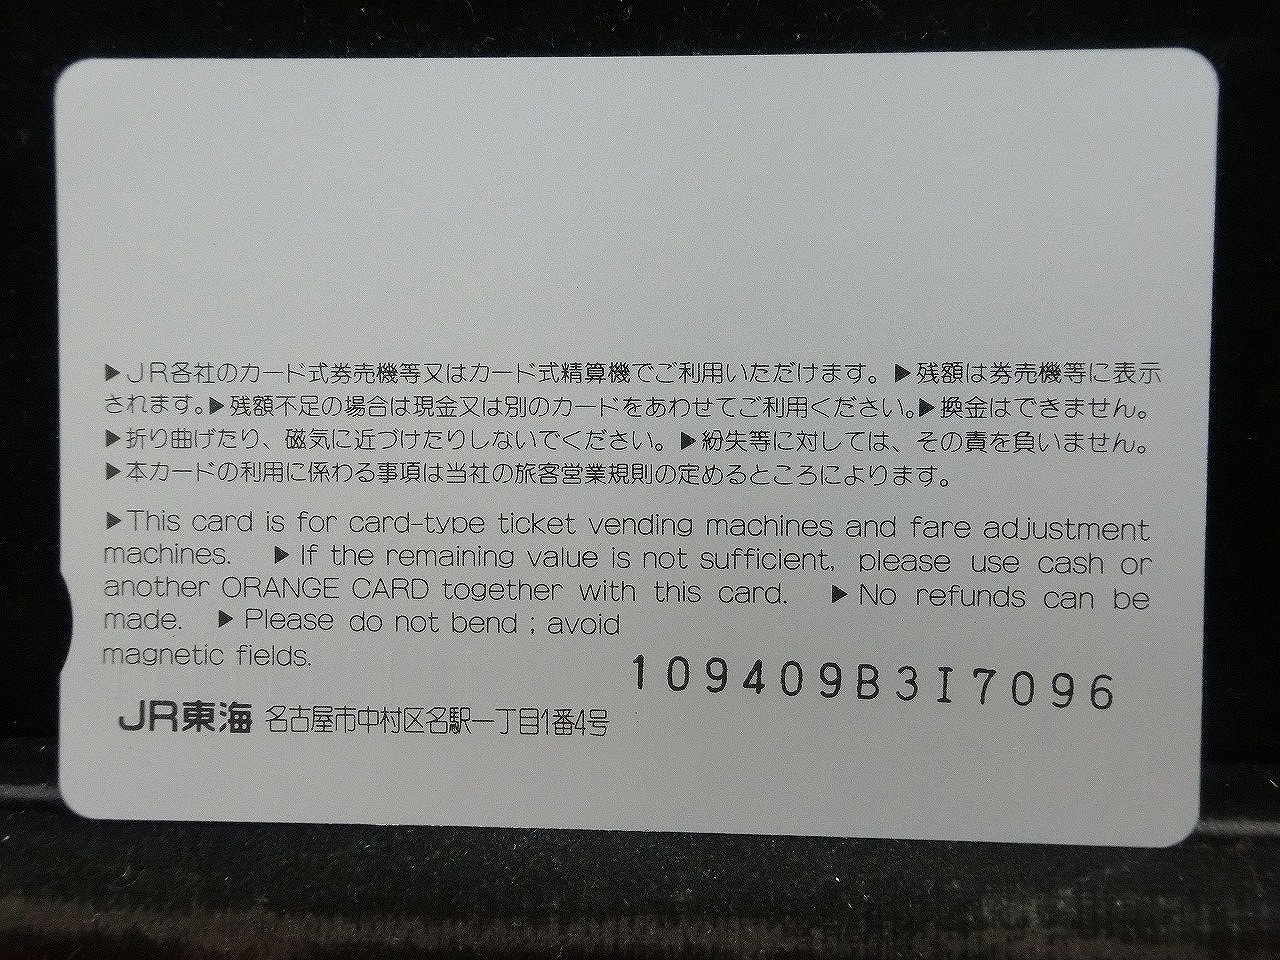 ▶JR各社のカード式券売機等又はカード式精算機でご利用いただけます。▶残額は券売機等に表示
されます。▶残額不足の場合は現金又は別のカードをあわせてご利用ください。▶換金はできません。
▶折り曲げたり、磁気に近づけたりしないでください。▶紛失等に対しては、その責を負いません。
▶本カードの利用に係わる事項は当社の旅客営業規則の定めるところによります。
▶This card is for card-type ticket vending machines and fare adjustment
machines. ▶If the remaining value is not sufficient, please use cash or
another ORANGE CARD together with this card. ▶No refunds can be
made. ▶Please do not bend ; avoid
magnetic fields.
109409B3I7096
JR東海 名古屋市中村区名駅一丁目1番4号